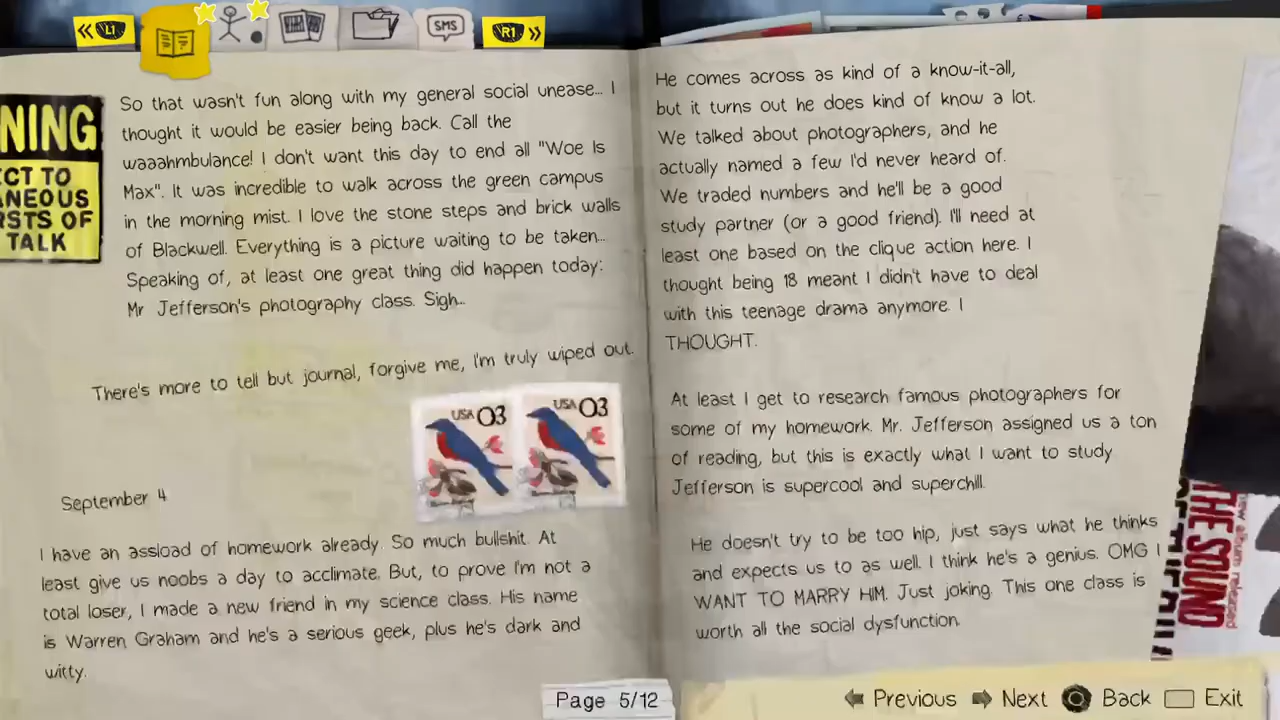 L1
SMS
R1
NING
ECT TO
ANEOUS
RSTS OF
TALK
So that wasn't fun along with my general social unease... I
thought it would be easier being back. Call the
waaahmbulance! I don't want this day to end all "Woe Is
Max". It was incredible to walk across the green campus
in the morning mist. I love the stone steps and brick walls
of Blackwell. Everything is a picture waiting to be taken...
Speaking of, at least one great thing did happen today:
Mr Jefferson's photography class. Sigh...
There's more to tell but journal, forgive me, I'm truly wiped out.
USA 03
USA 03
September 4
I have an assload of homework already. So much bullshit. At
least give us noobs a day to acclimate. But, to prove I'm not a
total loser, I made a new friend in my science class. His name
is Warren Graham and he's a serious geek, plus he's dark and
witty.
He comes across as kind of a know-it-all,
but it turns out he does kind of know a lot.
We talked about photographers, and he
actually named a few I'd never heard of.
We traded numbers and he'll be a good
study partner (or a good friend). I'll need at
least one based on the clique action here. I
thought being 18 meant I didn't have to deal
with this teenage drama anymore. I
THOUGHT.
At least I get to research famous photographers for
some of my homework. Mr. Jefferson assigned us a ton
of reading, but this is exactly what I want to study
Jefferson is supercool and superchill.
He doesn't try to be too hip, just says what he thinks
and expects us to as well. I think he's a genius. OMG I
WANT TO MARRY HIM. Just joking. This one class is
worth all the social dysfunction.
THE SOUND
new album released
Page 5/12
Previous
Next
Back
Exit